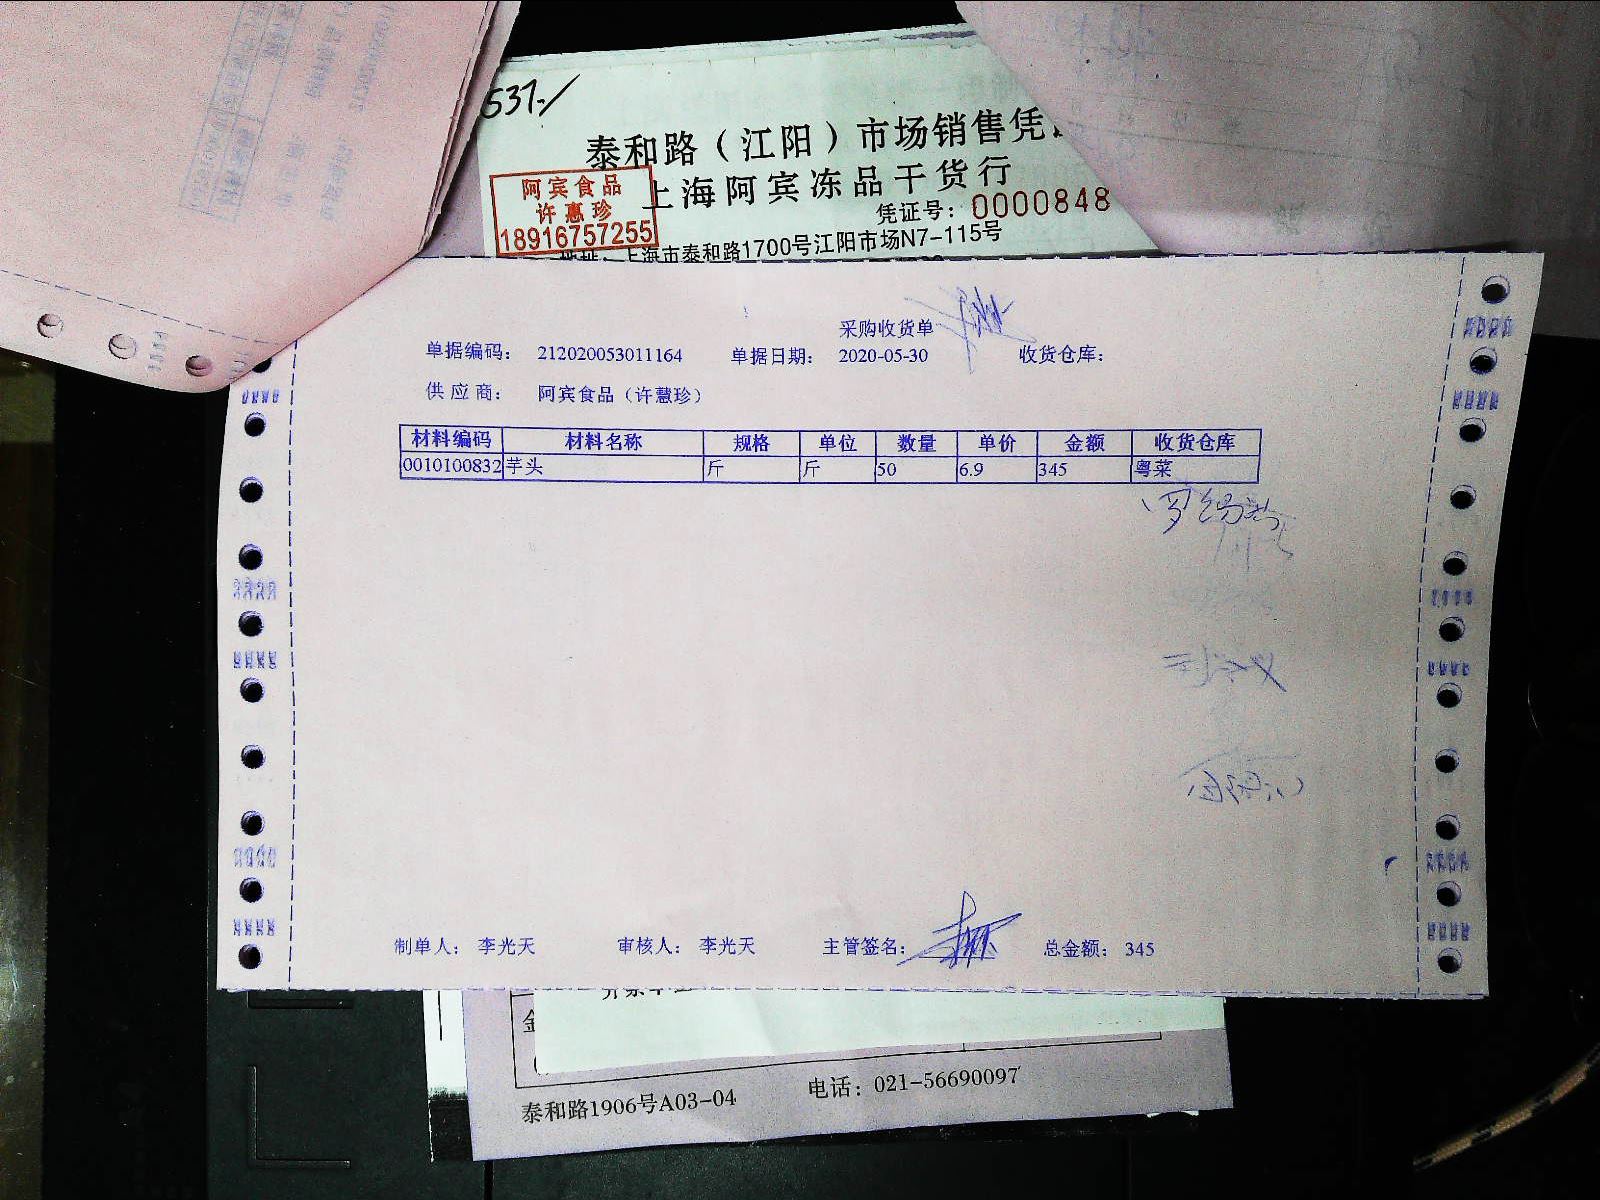 537-/
泰和路（江阳）市场销售凭
上海阿宾冻品干货行
阿宾食品
许惠珍
18916757255
凭证号：0000848
地址：上海市泰和路1700号江阳市场N7-115号
采购收货单
单据编码： 212020053011164 单据日期： 2020-05-30 收货仓库：
供应商： 阿宾食品（许慧珍）
材料编码 材料名称 规格 单位 数量 单价 金额 收货仓库
0010100832 芋头 斤 斤 50 6.9 345 粤菜
制单人： 李光天 审核人： 李光天 主管签名： 总金额： 345
金
泰和路1906号A03-04 电话：021-56690097